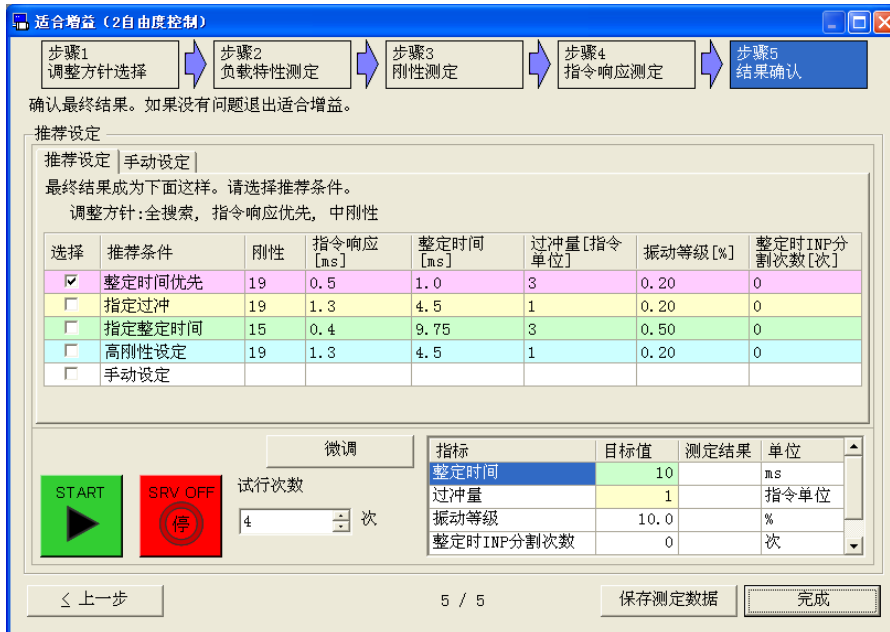 适合增益（2自由度控制）
步骤1 步骤2 步骤3 步骤4 步骤5
调整方针选择 负载特性测定 刚性测定 指令响应测定 结果确认
确认最终结果。如果没有问题退出适合增益。
推荐设定
推荐设定 手动设定
最终结果成为下面这样。请选择推荐条件。
调整方针:全搜索, 指令响应优先, 中刚性
选择 推荐条件 刚性 指令响应[ms] 整定时间[ms] 过冲量[指令单位] 振动等级[%] 整定时INP分割次数[次]
整定时间优先 19 0.5 1.0 3 0.20 0
指定过冲 19 1.3 4.5 1 0.20 0
指定整定时间 15 0.4 9.75 3 0.50 0
高刚性设定 19 1.3 4.5 1 0.20 0
手动设定
微调
START
SRV OFF
停
试行次数
4 次
指标 目标值 测定结果 单位
整定时间 10 ms
过冲量 1 指令单位
振动等级 10.0 %
整定时INP分割次数 0 次
< 上一步 5 / 5 保存测定数据 完成